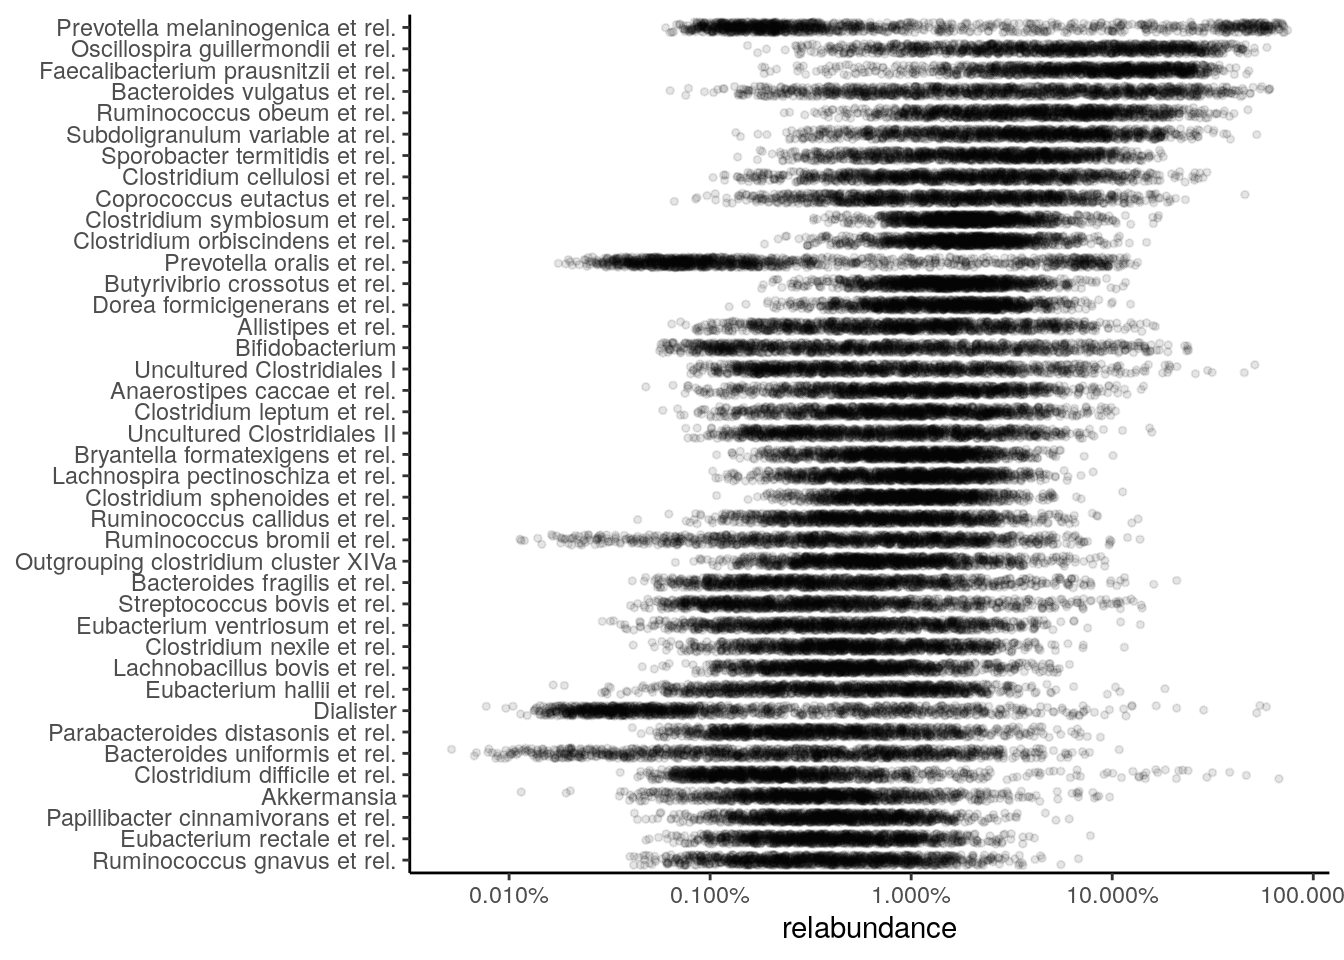 Prevotella melaninogenica et rel.
Oscillospira guillermondii et rel.
Faecalibacterium prausnitzii et rel.
Bacteroides vulgatus et rel.
Ruminococcus obeum et rel.
Subdoligranulum variable at rel.
Sporobacter termitidis et rel.
Clostridium cellulosi et rel.
Coprococcus eutactus et rel.
Clostridium symbiosum et rel.
Clostridium orbiscindens et rel.
Prevotella oralis et rel.
Butyrivibrio crossotus et rel.
Dorea formicigenerans et rel.
Allistipes et rel.
Bifidobacterium
Uncultured Clostridiales I
Anaerostipes caccae et rel.
Clostridium leptum et rel.
Uncultured Clostridiales II
Bryantella formatexigens et rel.
Lachnospira pectinoschiza et rel.
Clostridium sphenoides et rel.
Ruminococcus callidus et rel.
Ruminococcus bromii et rel.
Outgrouping clostridium cluster XIVa
Bacteroides fragilis et rel.
Streptococcus bovis et rel.
Eubacterium ventriosum et rel.
Clostridium nexile et rel.
Lachnobacillus bovis et rel.
Eubacterium hallii et rel.
Dialister
Parabacteroides distasonis et rel.
Bacteroides uniformis et rel.
Clostridium difficile et rel.
Akkermansia
Papillibacter cinnamivorans et rel.
Eubacterium rectale et rel.
Ruminococcus gnavus et rel.
0.010% 0.100% 1.000% 10.000% 100.000
relabundance